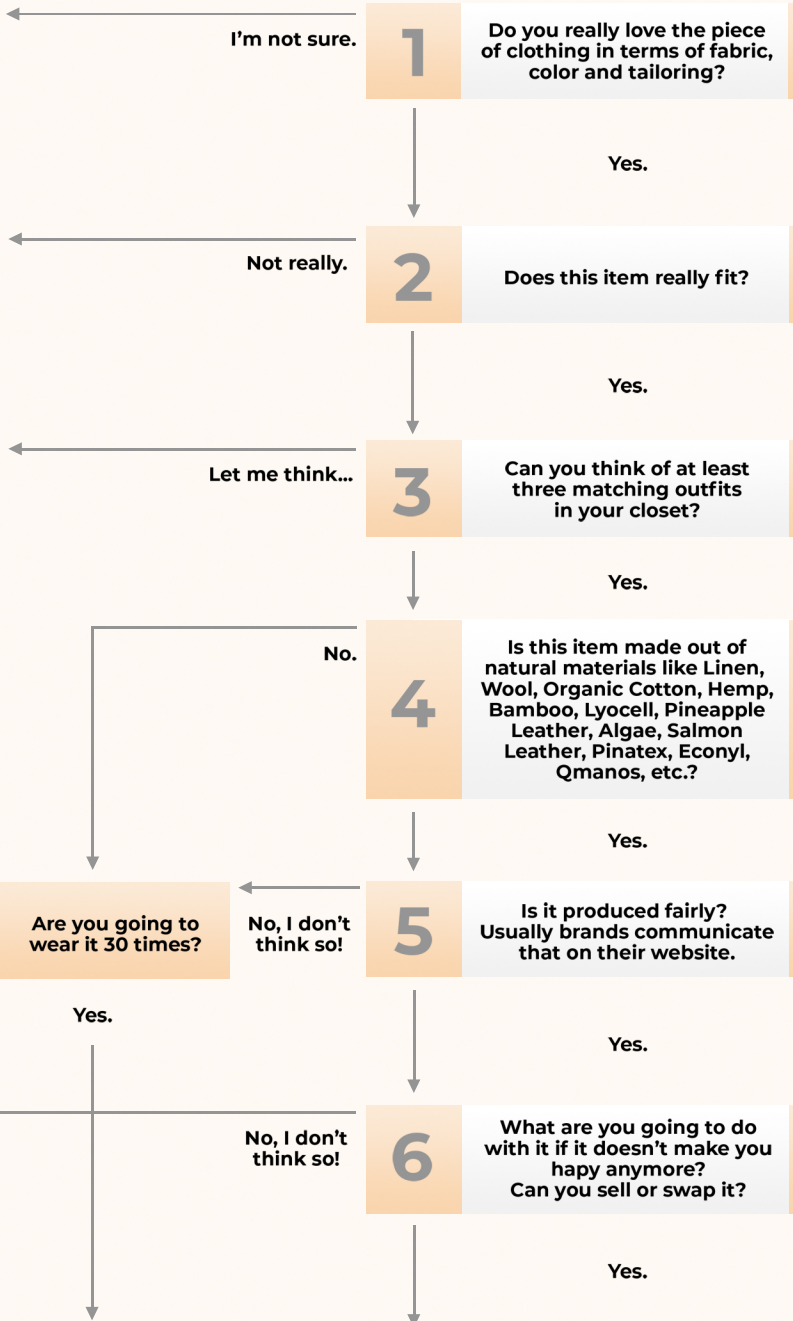 I'm not sure.
1
Do you really love the piece
of clothing in terms of fabric,
color and tailoring?
Yes.
Not really.
2
Does this item really fit?
Yes.
Let me think...
3
Can you think of at least
three matching outfits
in your closet?
Yes.
No.
4
Is this item made out of
natural materials like Linen,
Wool, Organic Cotton, Hemp,
Bamboo, Lyocell, Pineapple
Leather, Algae, Salmon
Leather, Pinatex, Econyl,
Qmanos, etc.?
Yes.
Are you going to
wear it 30 times?
No, I don't
think so!
5
Is it produced fairly?
Usually brands communicate
that on their website.
Yes.
Yes.
No, I don't
think so!
6
What are you going to do
with it if it doesn't make you
hapy anymore?
Can you sell or swap it?
Yes.